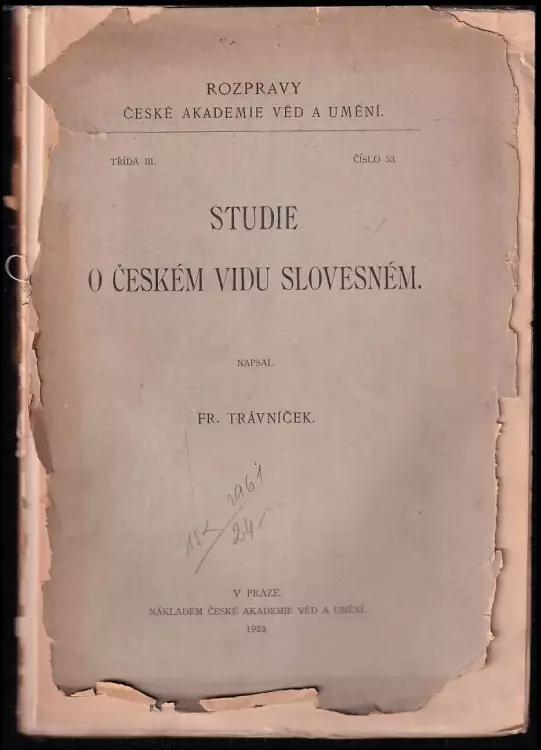 ROZPRAVY
ČESKÉ AKADEMIE VĚD A UMĚNÍ.
TŘÍDA III. ČÍSLO 53.
STUDIE
O ČESKÉM VIDU SLOVESNÉM.
NAPSAL
FR. TRÁVNÍČEK.
24
V PRAZE.
NÁKLADEM ČESKÉ AKADEMIE VĚD A UMĚNÍ.
1923.